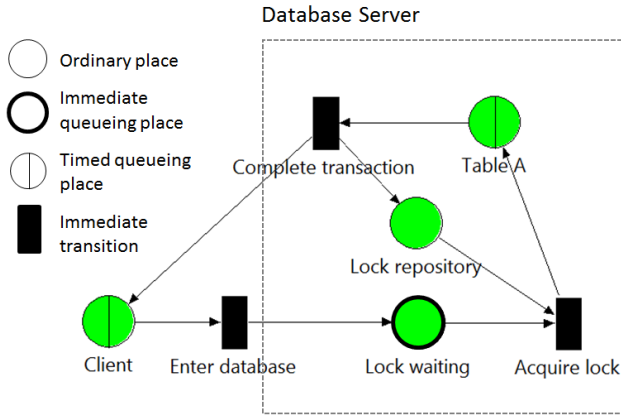 Database Server
Ordinary place
Immediate
queueing place
Timed queueing
place
Immediate
transition
Complete transaction
Table A
Lock repository
Client
Enter database
Lock waiting
Acquire lock